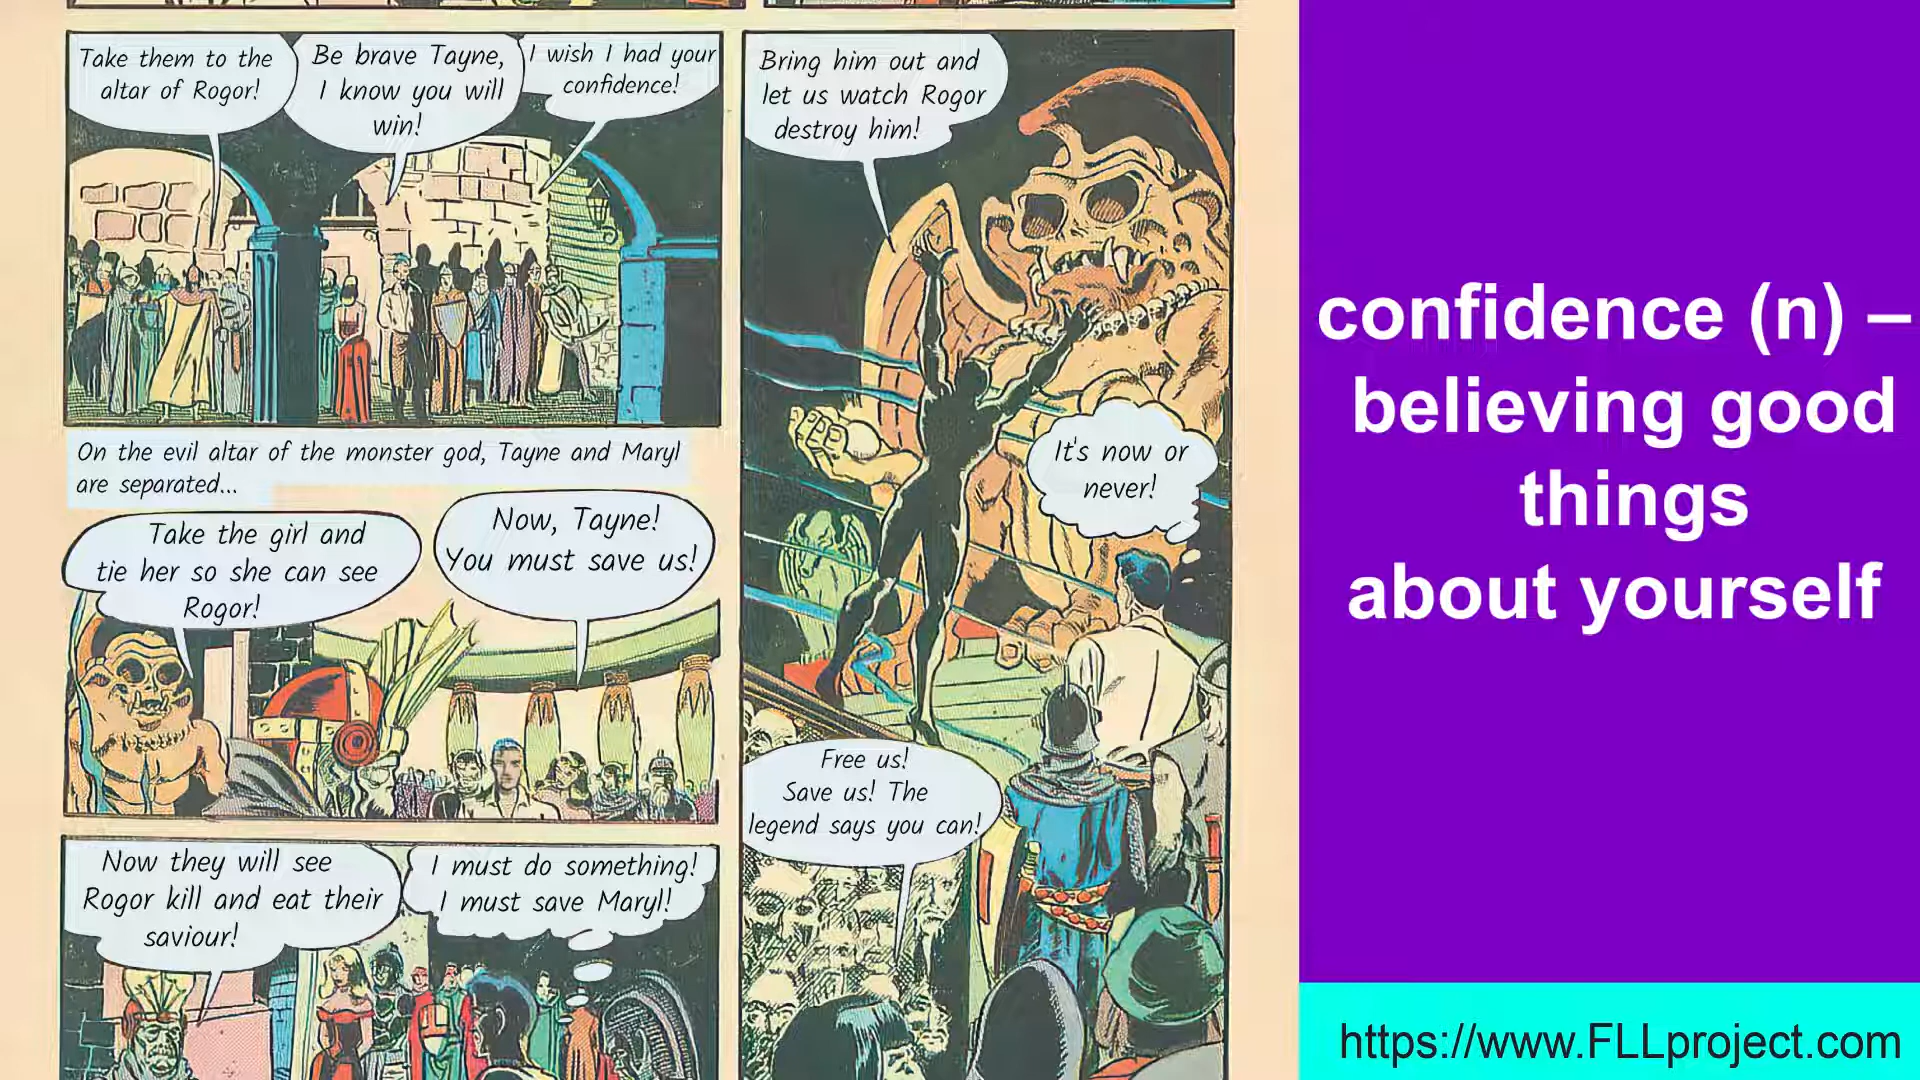 Take them to the
altar of Rogor!
Be brave Tayne,
I know you will
win!
I wish I had your
confidence!
On the evil altar of the monster god, Tayne and Maryl
are separated...
Take the girl and
tie her so she can see
Rogor!
Now, Tayne!
You must save us!
Now they will see
Rogor kill and eat their
saviour!
I must do something!
I must save Maryl!
Bring him out and
let us watch Rogor
destroy him!
It's now or
never!
Free us!
Save us! The
legend says you can!
confidence (n) –
believing good
things
about yourself
https://www.FLLproject.com